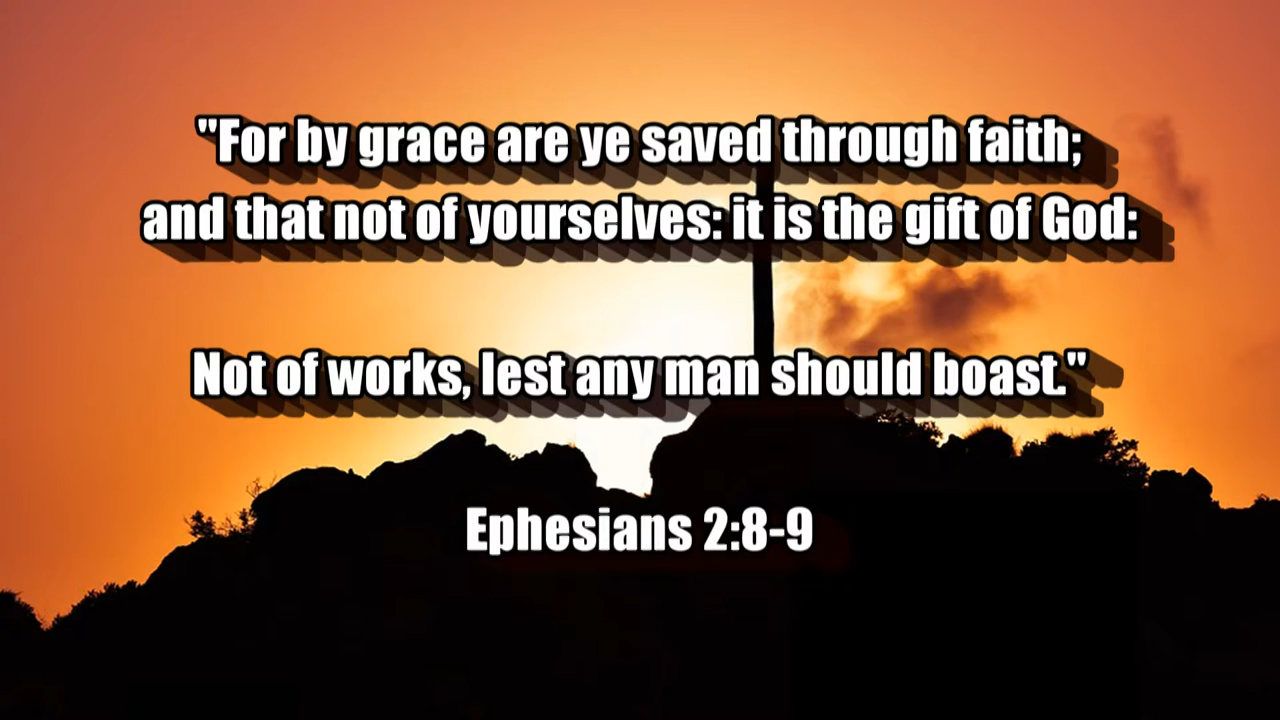 "For by grace are ye saved through faith;
and that not of yourselves: it is the gift of God:
Not of works, lest any man should boast."
Ephesians 2:8-9